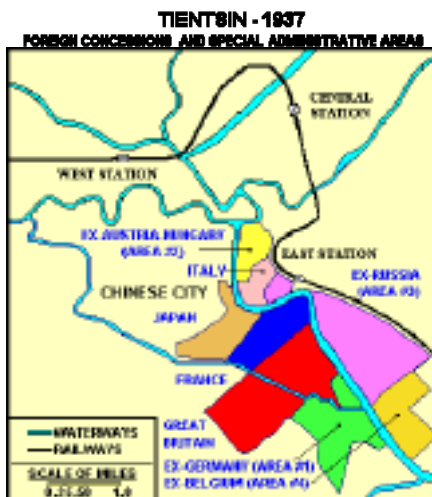 TIENTSIN - 1937
FOREIGN CONCESSIONS AND SPECIAL ADMINISTRATIVE AREAS
CENTRAL
STATION
WEST STATION
EX-AUSTRIA-HUNGARY
(AREA #2)
EAST STATION
ITALY
EX-RUSSIA
(AREA #3)
CHINESE CITY
JAPAN
FRANCE
GREAT
BRITAIN
EX-GERMANY (AREA #1)
EX-BELGIUM (AREA #4)
WATERWAYS
RAILWAYS
SCALE OF MILES
1.0